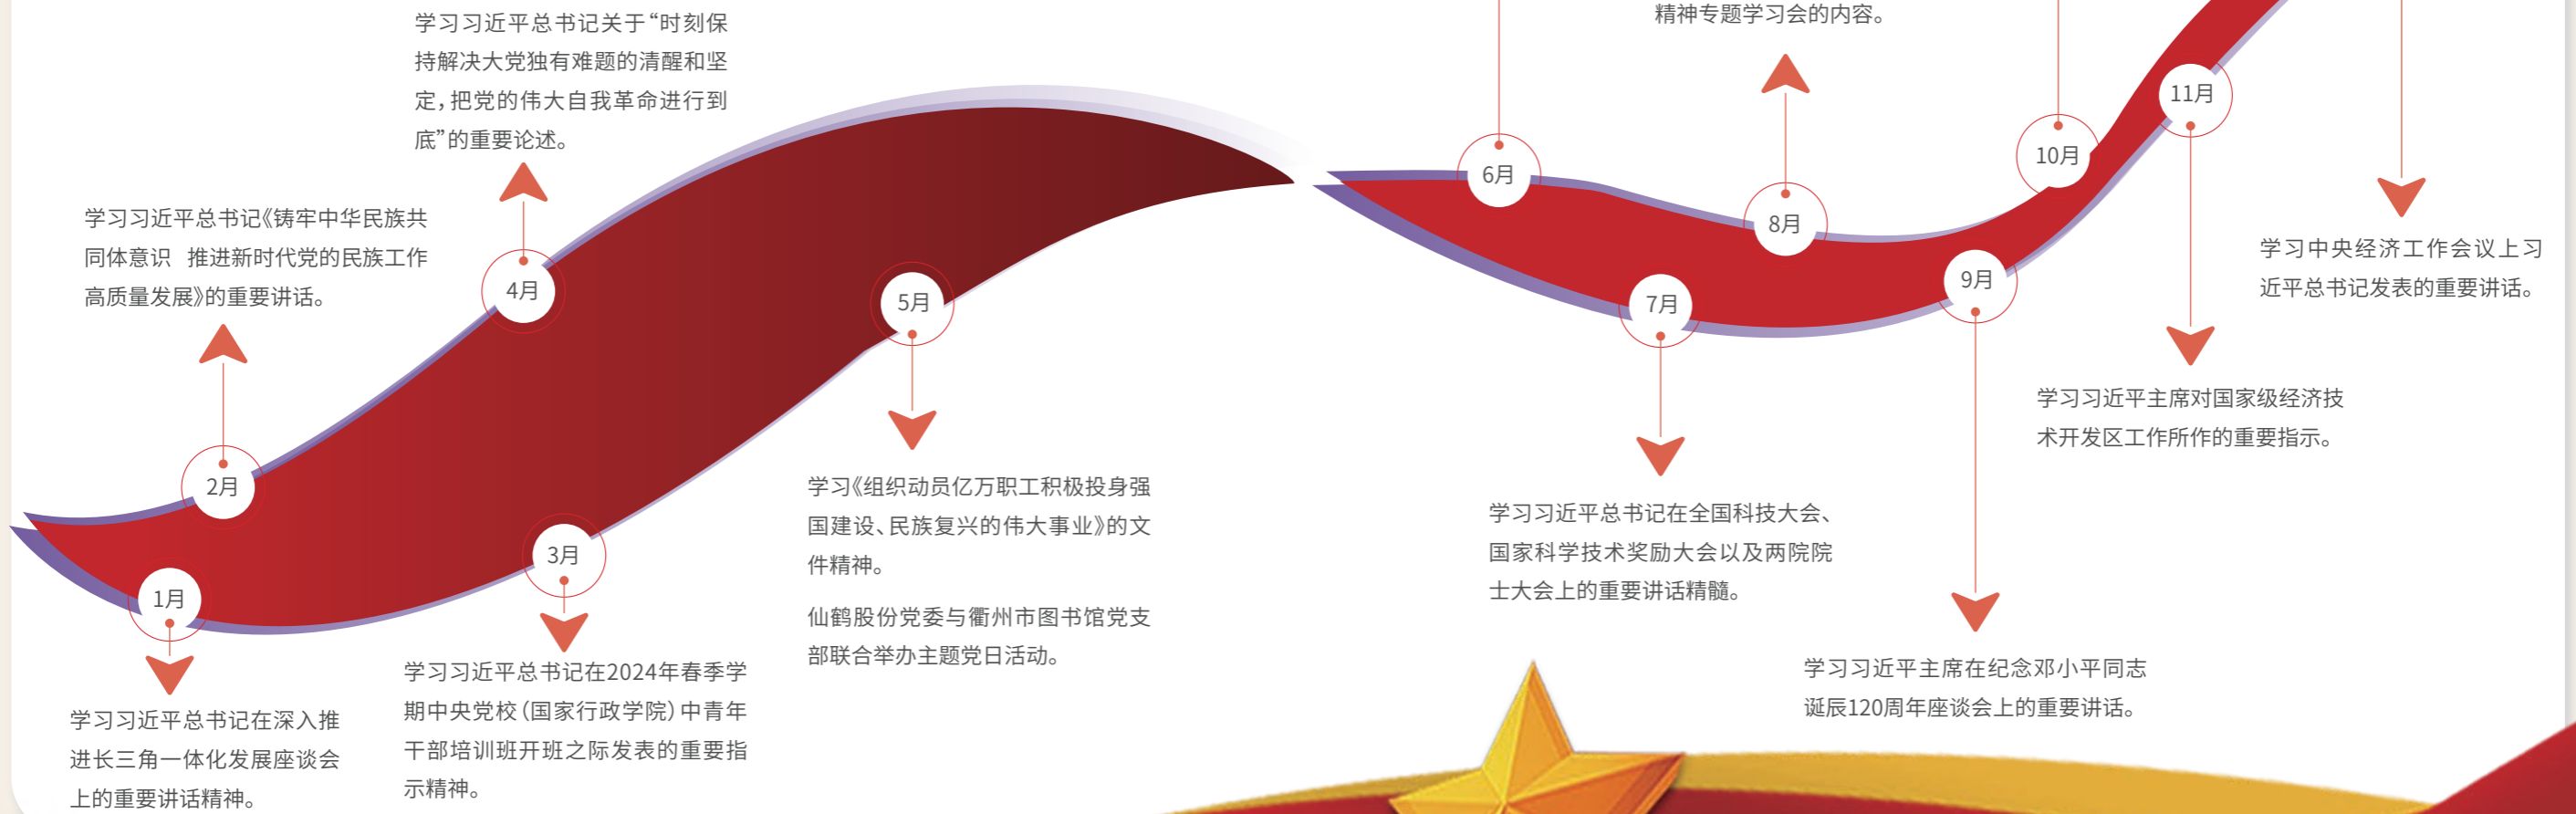 学习习近平总书记关于“时刻保
持解决大党独有难题的清醒和坚
定，把党的伟大自我革命进行到
底”的重要论述。
学习习近平总书记《铸牢中华民族共
同体意识 推进新时代党的民族工作
高质量发展》的重要讲话。
4月
5月
2月
3月
1月
学习《组织动员亿万职工积极投身强
国建设、民族复兴的伟大事业》的文
件精神。
仙鹤股份党委与衢州市图书馆党支
部联合举办主题党日活动。
学习习近平总书记在2024年春季学
期中央党校（国家行政学院）中青年
干部培训班开班之际发表的重要指
示精神。
学习习近平总书记在深入推
进长三角一体化发展座谈会
上的重要讲话精神。
精神专题学习会的内容。
6月
8月
10月
11月
7月
9月
学习中央经济工作会议上习
近平总书记发表的重要讲话。
学习习近平主席对国家级经济技
术开发区工作所作的重要指示。
学习习近平总书记在全国科技大会、
国家科学技术奖励大会以及两院院
士大会上的重要讲话精髓。
学习习近平主席在纪念邓小平同志
诞辰120周年座谈会上的重要讲话。